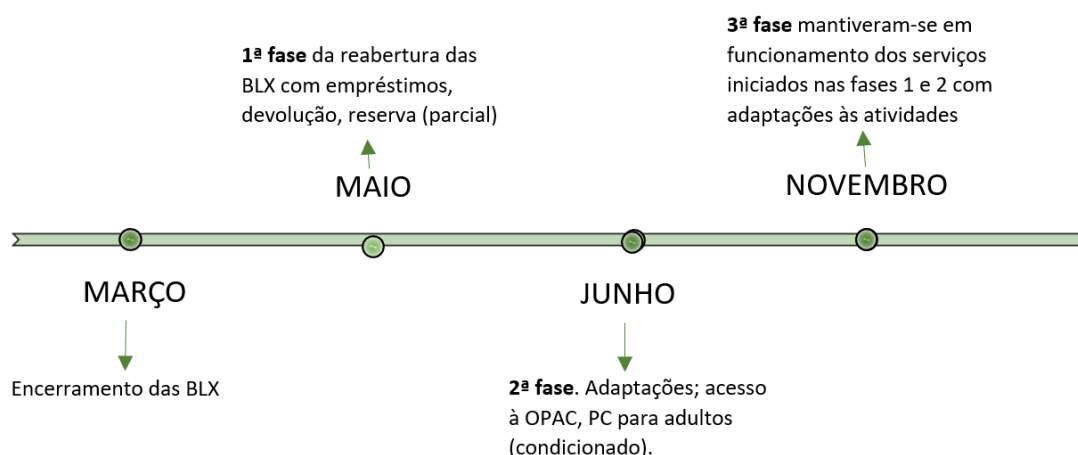 1ª fase da reabertura das
BLX com empréstimos,
devolução, reserva (parcial)
MAIO
3ª fase mantiveram-se em
funcionamento dos serviços
iniciados nas fases 1 e 2 com
adaptações às atividades
NOVEMBRO
MARÇO
Encerramento das BLX
JUNHO
2ª fase. Adaptações; acesso
à OPAC, PC para adultos
(condicionado).